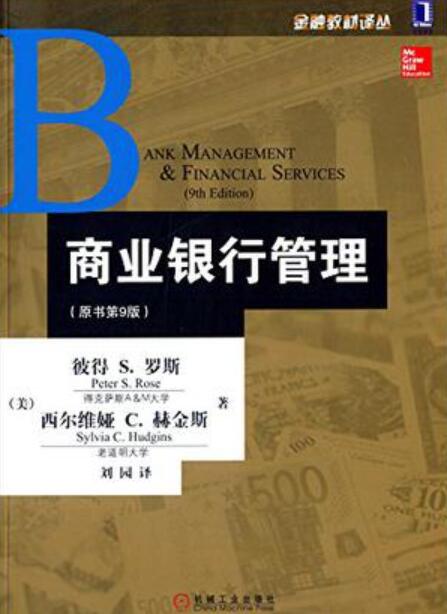 金融教材译丛
Mc
Graw
Hill
Education
BANK MANAGEMENT
& FINANCIAL SERVICES
(9th Edition)
商业银行管理
(原书第9版)
彼得 S. 罗斯
Peter S. Rose
得克萨斯A&M大学
(美)
著
西尔维娅 C. 赫金斯
Sylvia C. Hudgins
老道明大学
刘园 译
机械工业出版社
China Machine Press